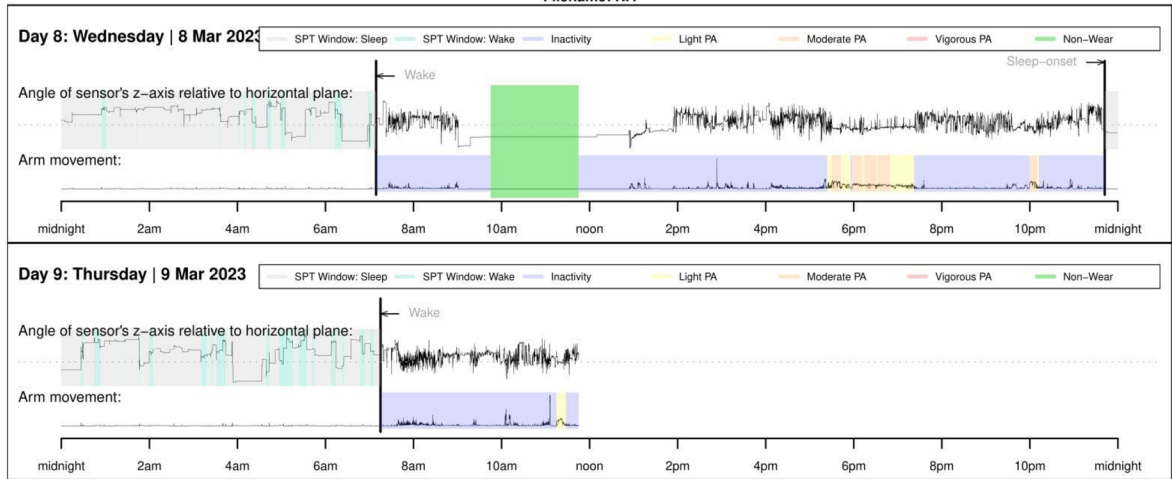 Day 8: Wednesday | 8 Mar 2023
SPT Window: Sleep SPT Window: Wake Inactivity Light PA Moderate PA Vigorous PA Non-Wear
Wake
Sleep-onset
Angle of sensor's z-axis relative to horizontal plane:
Arm movement:
midnight 2am 4am 6am 8am 10am noon 2pm 4pm 6pm 8pm 10pm midnight
Day 9: Thursday | 9 Mar 2023
SPT Window: Sleep SPT Window: Wake Inactivity Light PA Moderate PA Vigorous PA Non-Wear
Wake
Angle of sensor's z-axis relative to horizontal plane:
Arm movement:
midnight 2am 4am 6am 8am 10am noon 2pm 4pm 6pm 8pm 10pm midnight